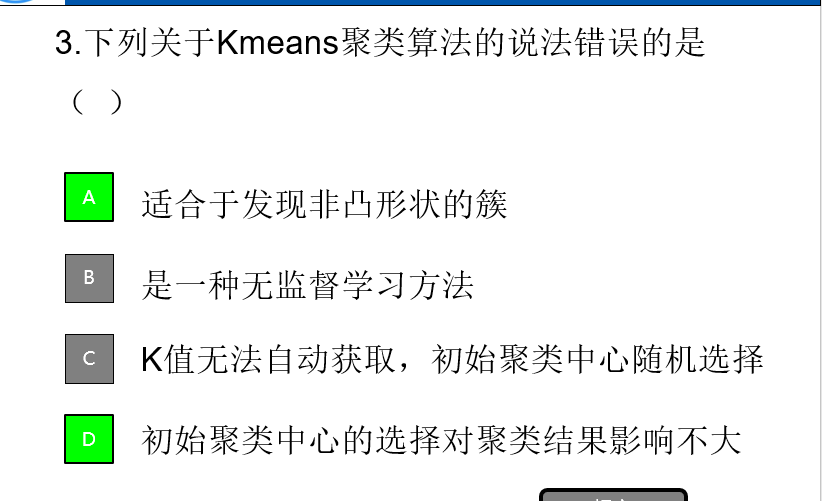 3.下列关于Kmeans聚类算法的说法错误的是
（ ）
A 适合于发现非凸形状的簇
B 是一种无监督学习方法
C K值无法自动获取，初始聚类中心随机选择
D 初始聚类中心的选择对聚类结果影响不大